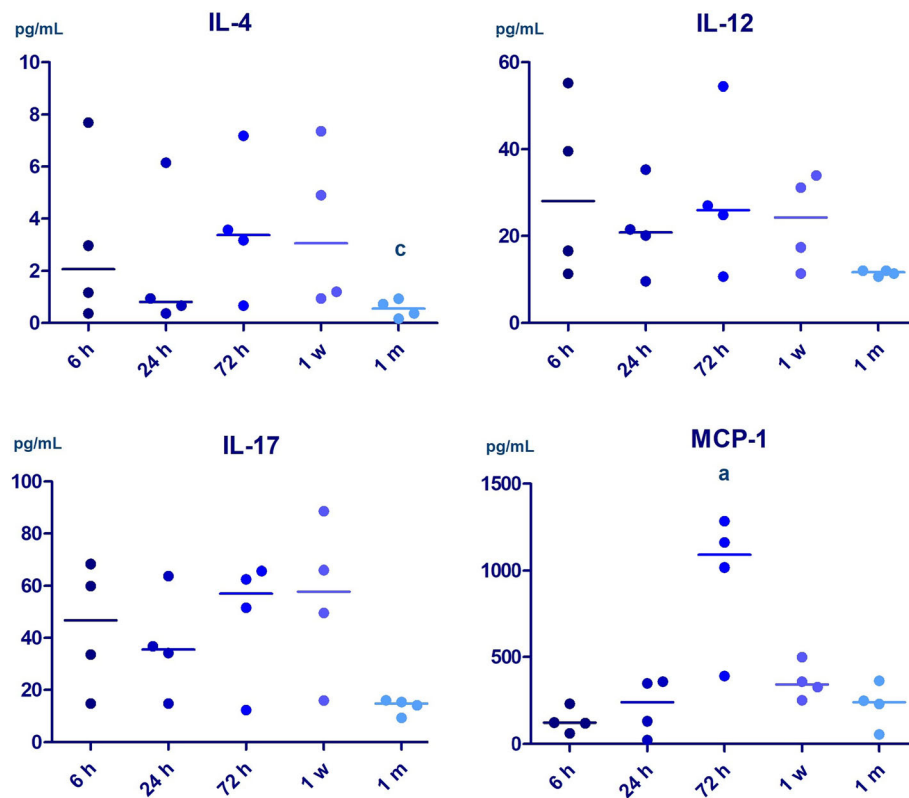 IL-4
pg/mL
10
8
6
4
2
0
c
6 h
24 h
72 h
1 w
1 m
IL-12
pg/mL
60
40
20
0
6 h
24 h
72 h
1 w
1 m
IL-17
pg/mL
100
80
60
40
20
0
6 h
24 h
72 h
1 w
1 m
MCP-1
pg/mL
a
1500
1000
500
0
6 h
24 h
72 h
1 w
1 m